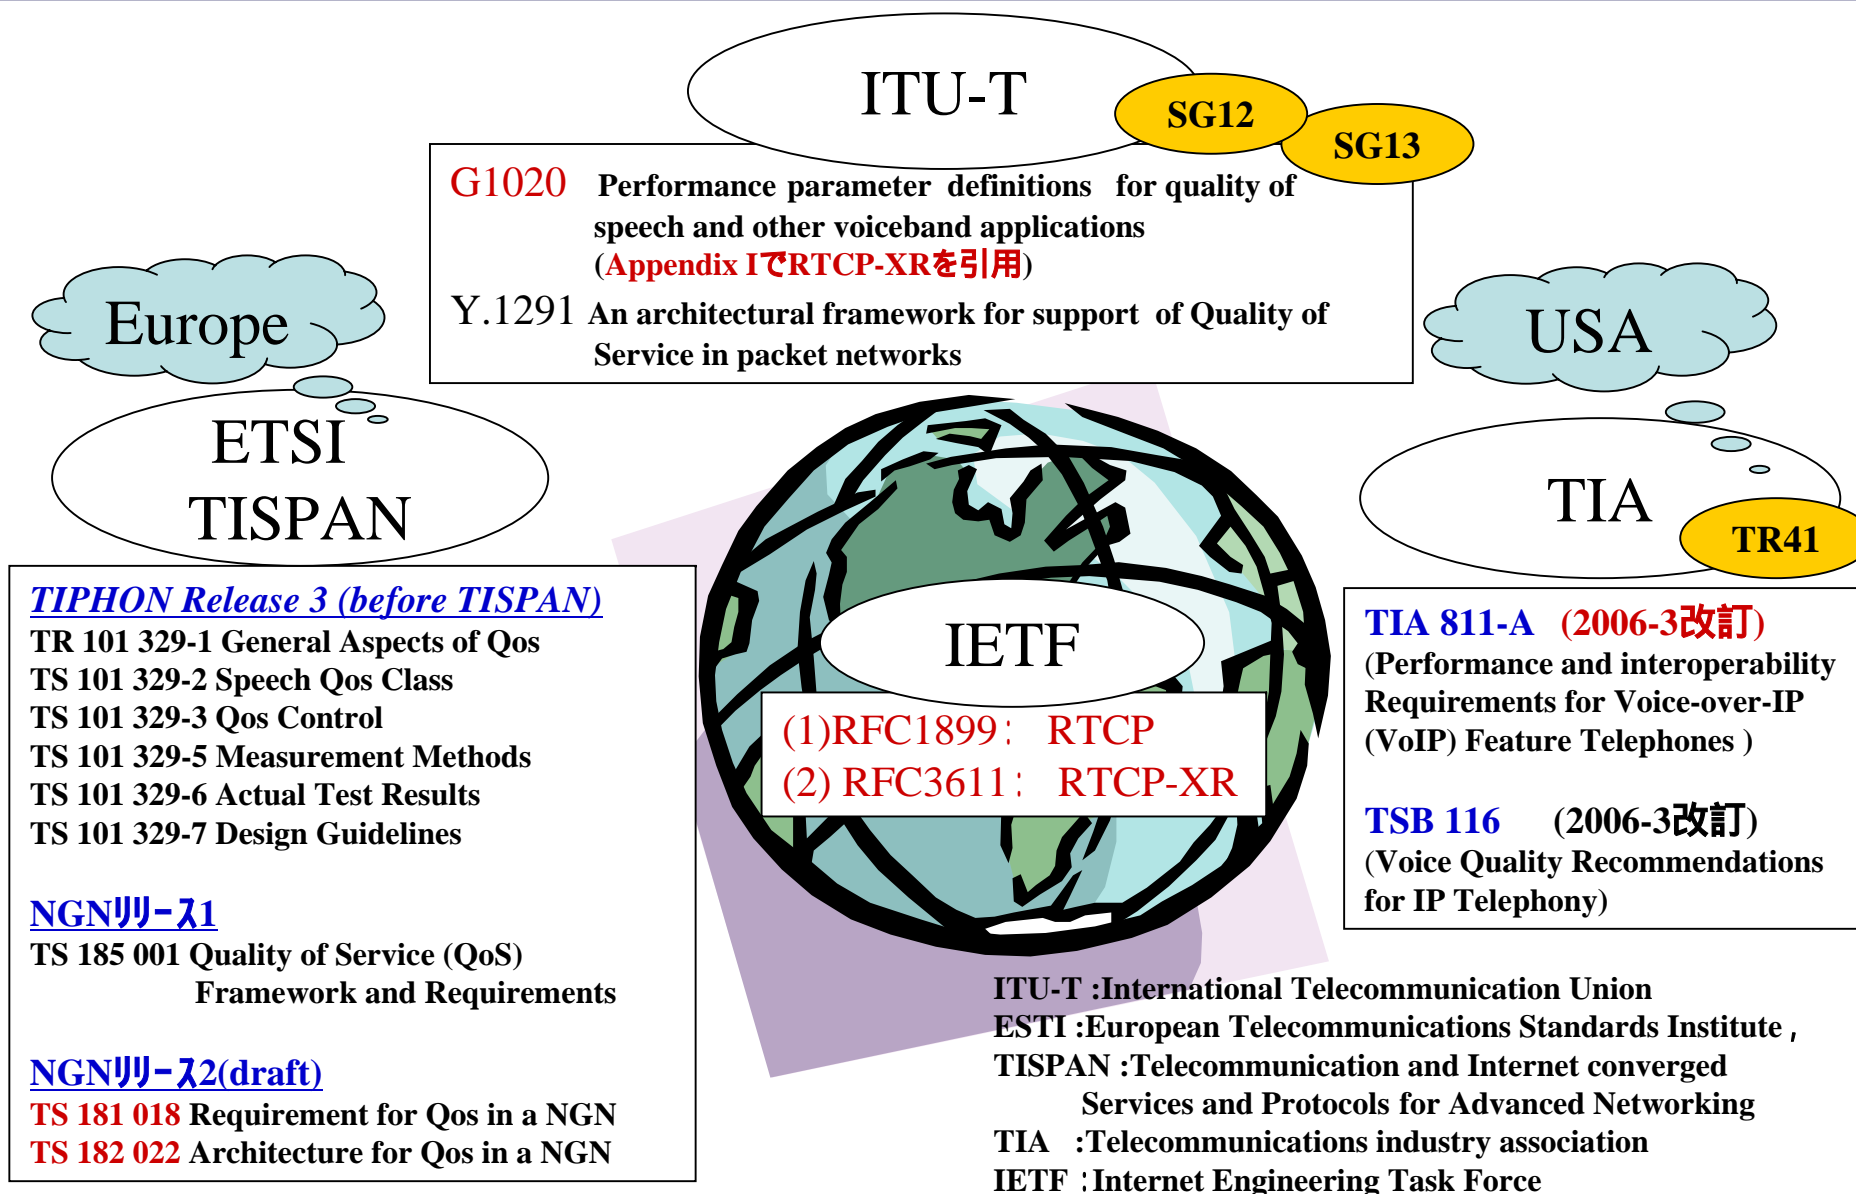 ITU-T
SG12
SG13
G1020 Performance parameter definitions for quality of
speech and other voiceband applications
(Appendix IでRTCP-XRを引用)
Y.1291 An architectural framework for support of Quality of
Service in packet networks
Europe
ETSI
TISPAN
TIPHON Release 3 (before TISPAN)
TR 101 329-1 General Aspects of Qos
TS 101 329-2 Speech Qos Class
TS 101 329-3 Qos Control
TS 101 329-5 Measurement Methods
TS 101 329-6 Actual Test Results
TS 101 329-7 Design Guidelines
NGNリリース1
TS 185 001 Quality of Service (QoS)
Framework and Requirements
NGNリリース2(draft)
TS 181 018 Requirement for Qos in a NGN
TS 182 022 Architecture for Qos in a NGN
IETF
(1)RFC1899: RTCP
(2) RFC3611: RTCP-XR
USA
TIA
TR41
TIA 811-A (2006-3改訂)
(Performance and interoperability
Requirements for Voice-over-IP
(VoIP) Feature Telephones )
TSB 116 (2006-3改訂)
(Voice Quality Recommendations
for IP Telephony)
ITU-T :International Telecommunication Union
ESTI :European Telecommunications Standards Institute ,
TISPAN :Telecommunication and Internet converged
Services and Protocols for Advanced Networking
TIA :Telecommunications industry association
IETF :Internet Engineering Task Force